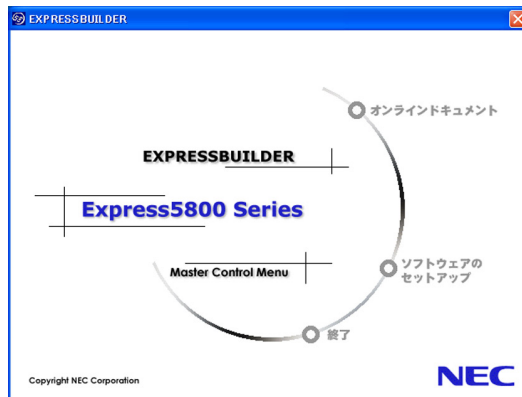 EXPRESSBUILDER
オンラインドキュメント
EXPRESSBUILDER
Express5800 Series
Master Control Menu
ソフトウェアの
セットアップ
終了
Copyright NEC Corporation
NEC